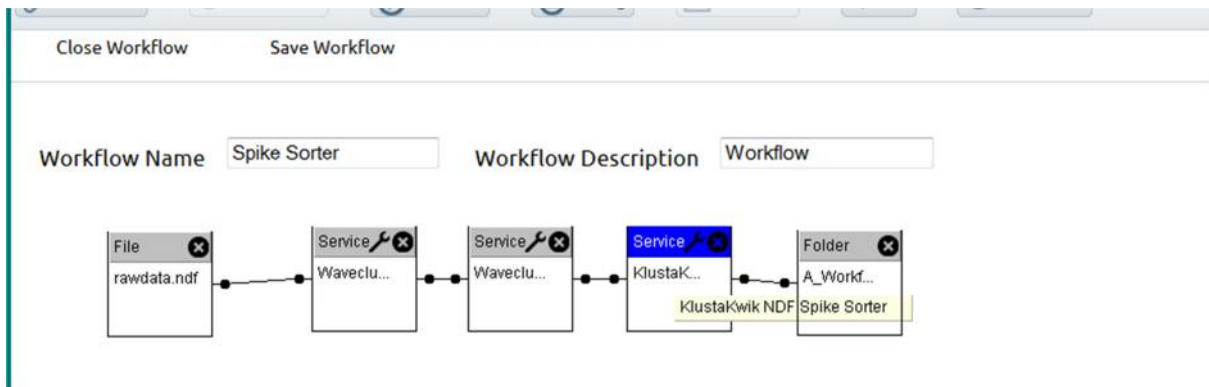 Close Workflow Save Workflow
Workflow Name Spike Sorter Workflow Description Workflow
File Service Service Service Folder
rawdata.ndf Waveclu... Waveclu... KlustaK... A_Workf...
KlustaKwik NDF Spike Sorter